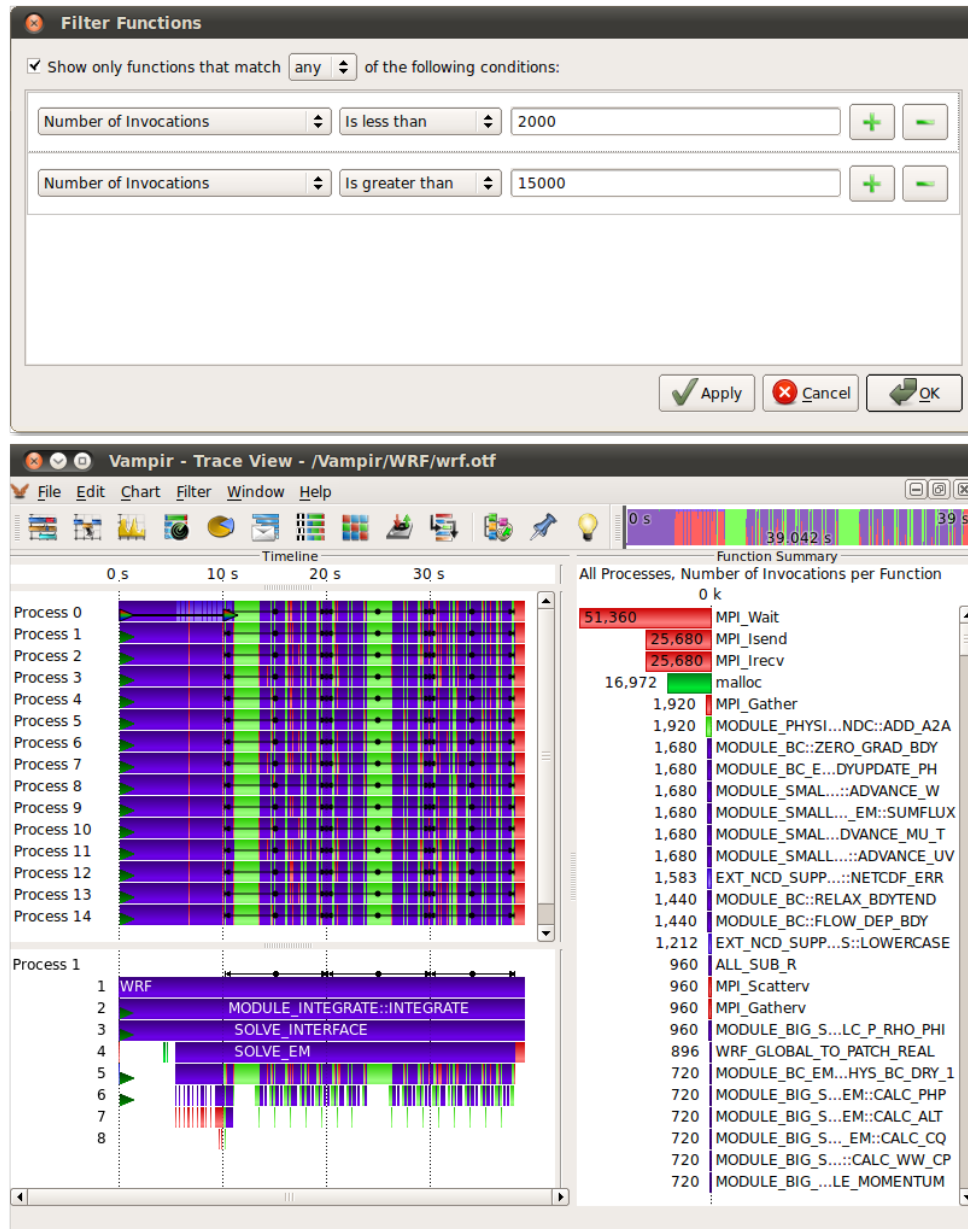 Filter Functions
Show only functions that match any of the following conditions:
Number of Invocations Is less than 2000
Number of Invocations Is greater than 15000
Apply Cancel OK
Vampir - Trace View - /Vampir/WRF/wrf.otf
File Edit Chart Filter Window Help
0 s 39 s
39.042 s
Timeline
0 s 10 s 20 s 30 s
Process 0
Process 1
Process 2
Process 3
Process 4
Process 5
Process 6
Process 7
Process 8
Process 9
Process 10
Process 11
Process 12
Process 13
Process 14
Process 1
1 WRF
2 MODULE_INTEGRATE::INTEGRATE
3 SOLVE_INTERFACE
4 SOLVE_EM
5
6
7
8
Function Summary
All Processes, Number of Invocations per Function
0 k
51,360 MPI_Wait
25,680 MPI_Isend
25,680 MPI_Irecv
16,972 malloc
1,920 MPI_Gather
1,920 MODULE_PHYSI...NDC::ADD_A2A
1,680 MODULE_BC::ZERO_GRAD_BDY
1,680 MODULE_BC_E...DYUPDATE_PH
1,680 MODULE_SMAL...::ADVANCE_W
1,680 MODULE_SMALL..._EM::SUMFLUX
1,680 MODULE_SMAL...DVANCE_MU_T
1,680 MODULE_SMALL...::ADVANCE_UV
1,583 EXT_NCD_SUPP...::NETCDF_ERR
1,440 MODULE_BC::RELAX_BDYTEND
1,440 MODULE_BC::FLOW_DEP_BDY
1,212 EXT_NCD_SUPP...S::LOWERCASE
960 ALL_SUB_R
960 MPI_Scatterv
960 MPI_Gatherv
960 MODULE_BIG_S...LC_P_RHO_PHI
896 WRF_GLOBAL_TO_PATCH_REAL
720 MODULE_BC_EM...HYS_BC_DRY_1
720 MODULE_BIG_S...EM::CALC_PHP
720 MODULE_BIG_S...EM::CALC_ALT
720 MODULE_BIG_S..._EM::CALC_CQ
720 MODULE_BIG_S...::CALC_WW_CP
720 MODULE_BIG_...LE_MOMENTUM